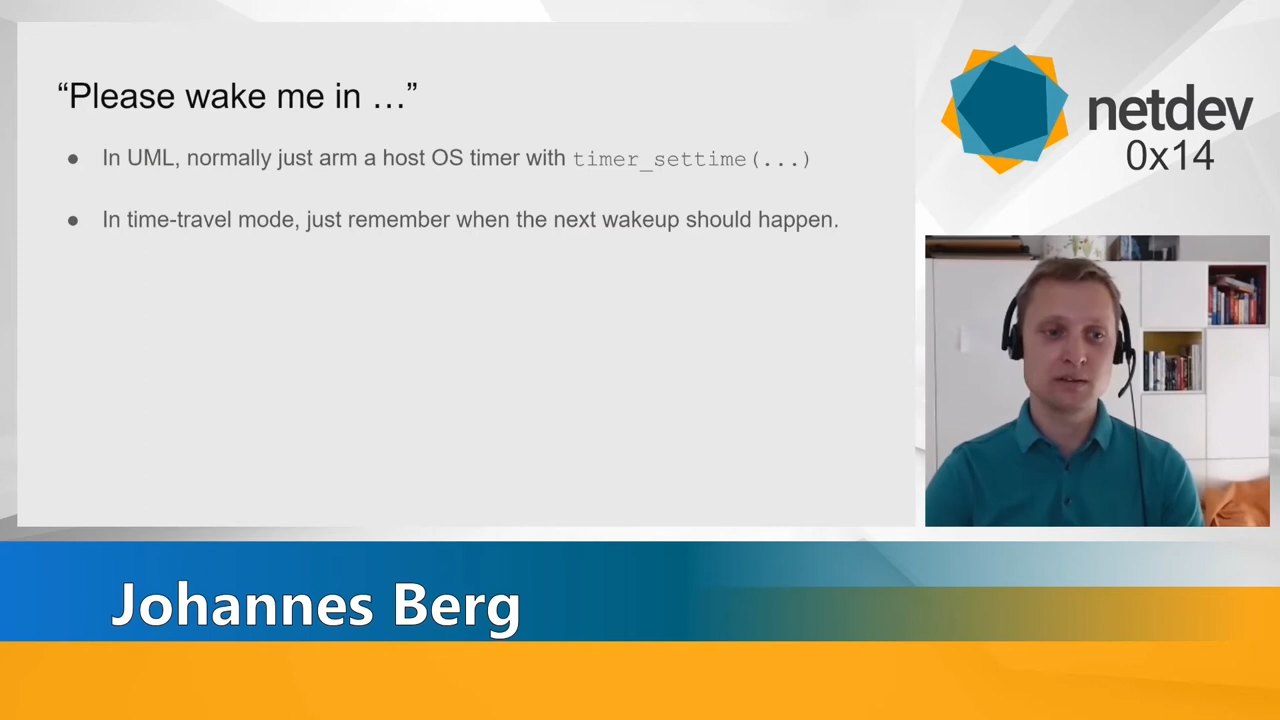 “Please wake me in …”
● In UML, normally just arm a host OS timer with timer_settime(...)
● In time-travel mode, just remember when the next wakeup should happen.
netdev
0x14
Johannes Berg